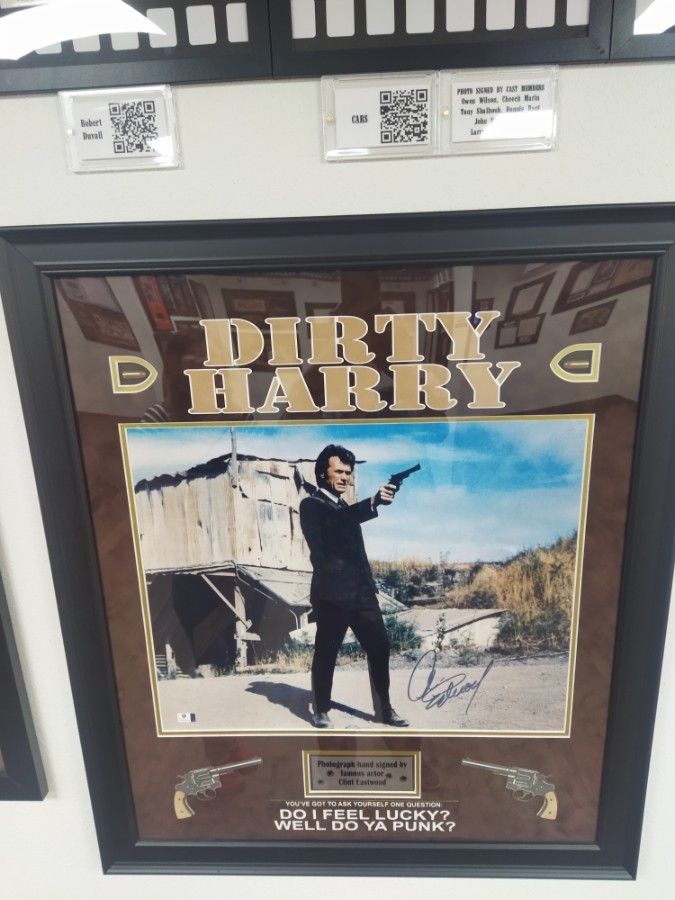 Robert
Duvall
CARS
PHOTO SIGNED BY CAST MEMBERS
Owen Wilson, Cheech Marin
Tony Shalhoub, Bonnie Hunt
John
DIRTY
HARRY
Clint Eastwood
Photograph hand signed by
famous actor
Clint Eastwood
YOU'VE GOT TO ASK YOURSELF ONE QUESTION:
DO I FEEL LUCKY?
WELL DO YA PUNK?